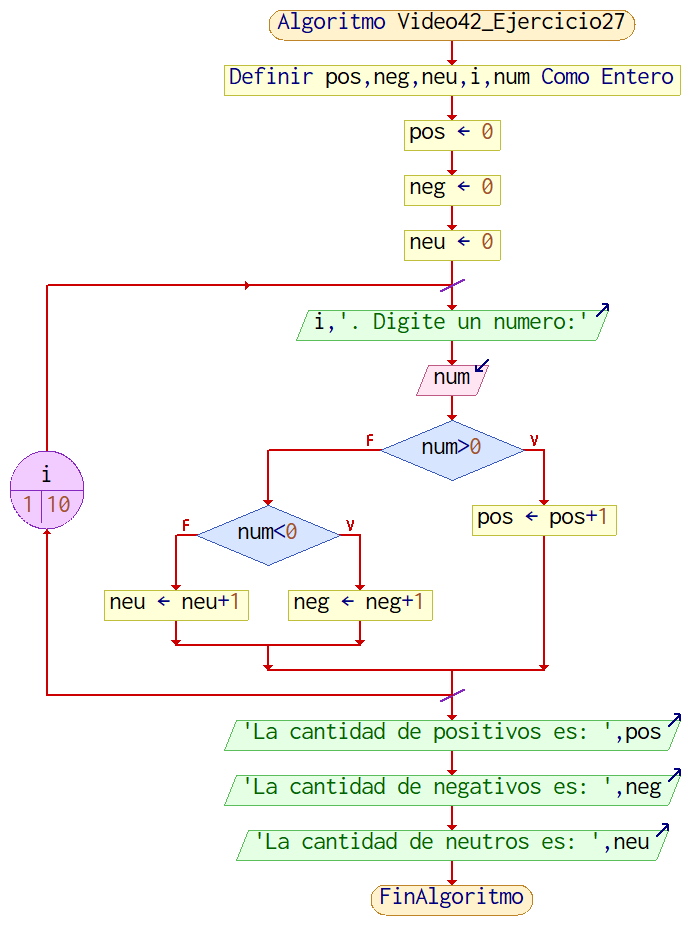 Algoritmo Video42_Ejercicio27
Definir pos,neg,neu,i,num Como Entero
pos ← 0
neg ← 0
neu ← 0
i,'. Digite un numero:'
num
num>0
F
V
i
1 10
num<0
F
V
pos ← pos+1
neu ← neu+1
neg ← neg+1
'La cantidad de positivos es: ',pos
'La cantidad de negativos es: ',neg
'La cantidad de neutros es: ',neu
FinAlgoritmo